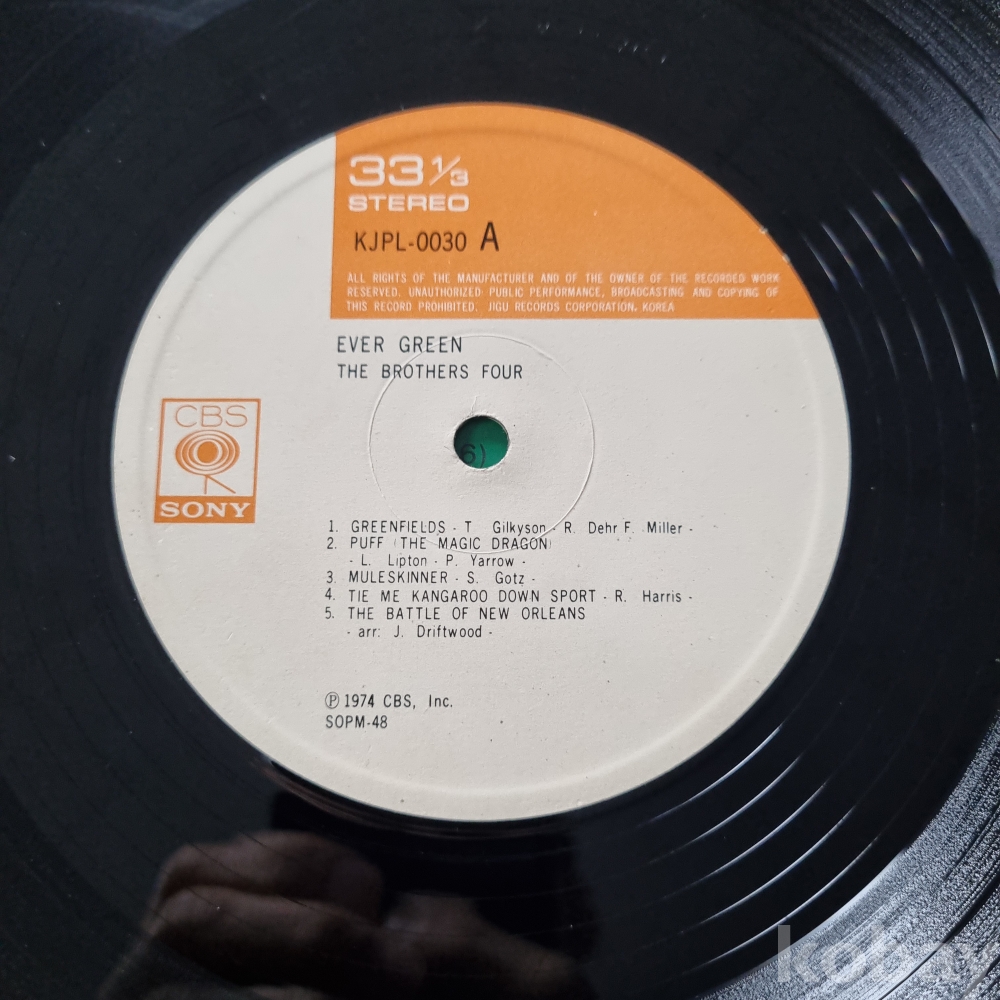 33 1/3
STEREO
KJPL-0030 A
ALL RIGHTS OF THE MANUFACTURER AND OF THE OWNER OF THE RECORDED WORK
RESERVED. UNAUTHORIZED PUBLIC PERFORMANCE, BROADCASTING AND COPYING OF
THIS RECORD PROHIBITED. JIGU RECORDS CORPORATION, KOREA
EVER GREEN
THE BROTHERS FOUR
CBS
SONY
6)
1. GREENFIELDS - T Gilkyson - R. Dehr F. Miller -
2. PUFF (THE MAGIC DRAGON)
- L. Lipton - P. Yarrow -
3. MULESKINNER - S. Gotz -
4. TIE ME KANGAROO DOWN SPORT - R. Harris -
5. THE BATTLE OF NEW ORLEANS
- arr: J. Driftwood -
℗ 1974 CBS, Inc.
SOPM-48